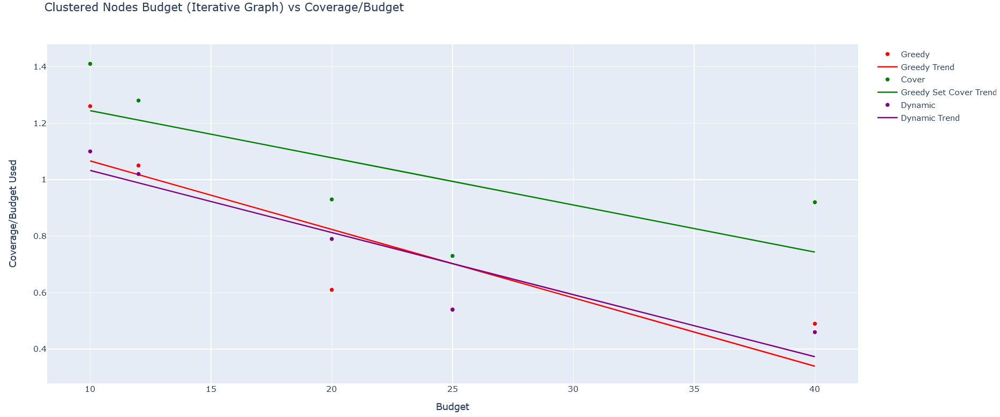 Clustered Nodes Budget (Iterative Graph) vs Coverage/Budget
Greedy
Greedy Trend
Cover
Greedy Set Cover Trend
Dynamic
Dynamic Trend
1.4
1.2
1
0.8
0.6
0.4
Coverage/Budget Used
10 15 20 25 30 35 40
Budget